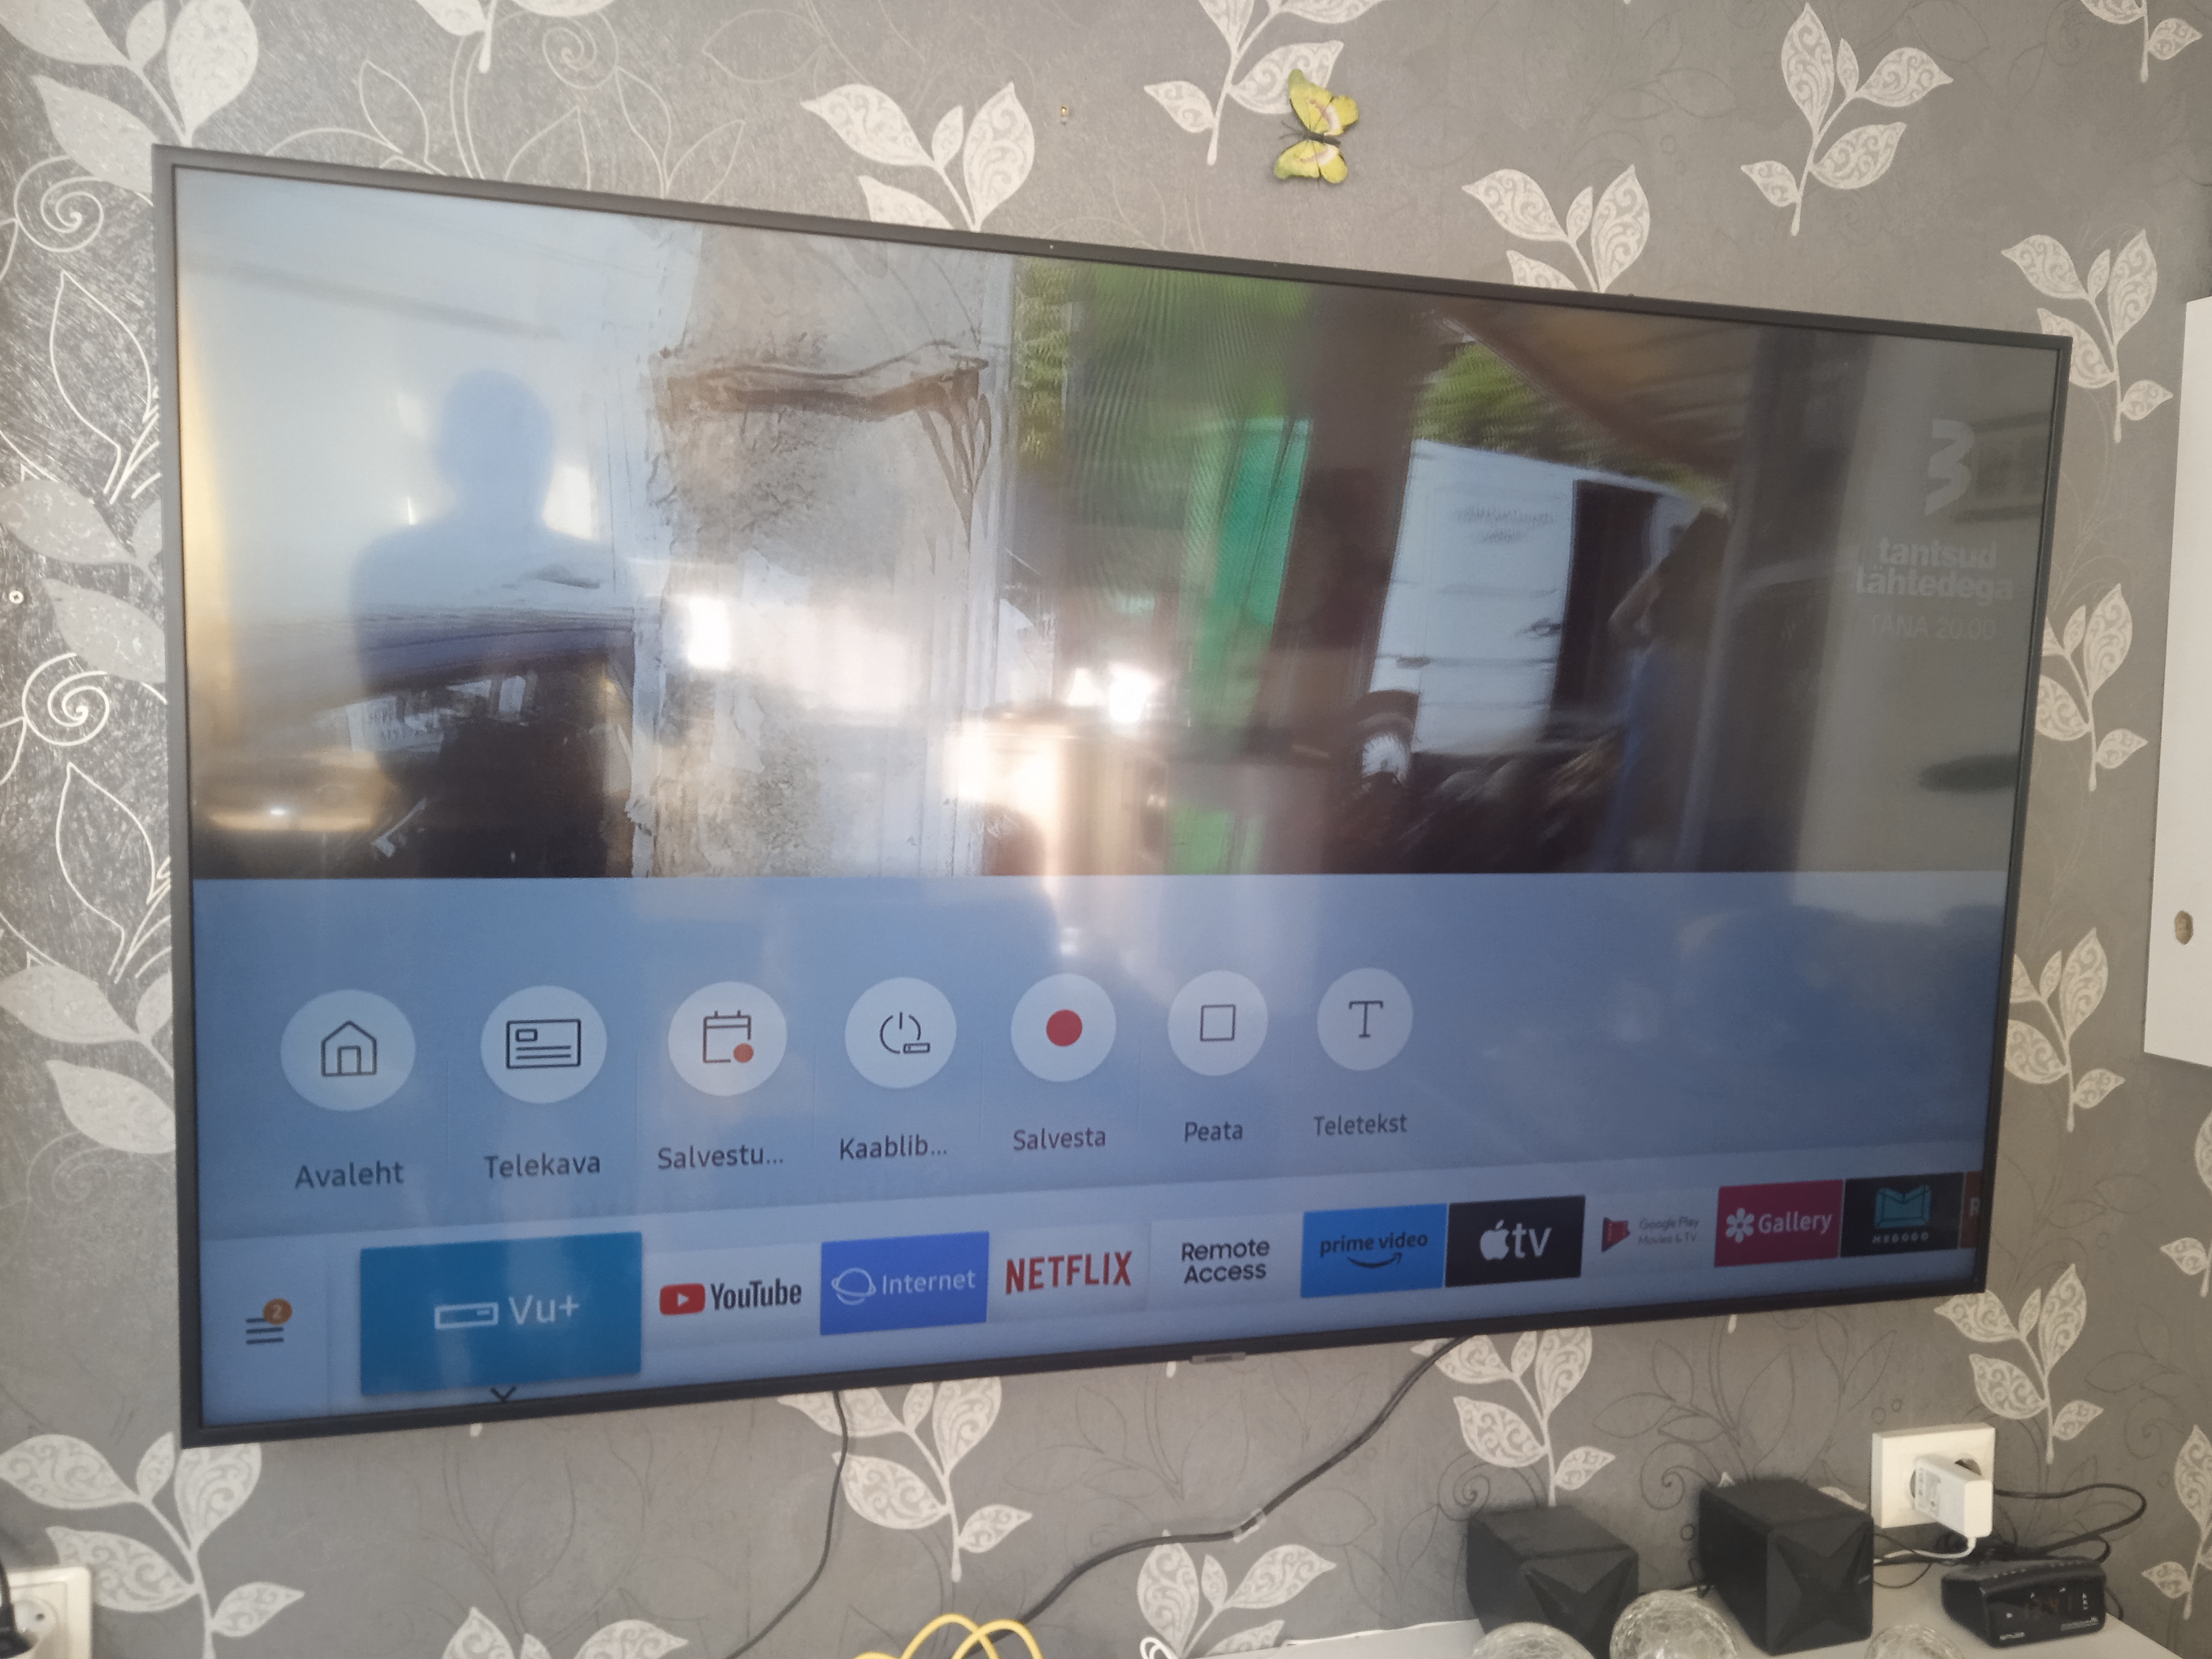 3
tantsud
tähtedega
TÄNA 20.00
Avaleht
Telekava
Salvestu...
Kaablib...
Salvesta
Peata
T
Teletekst
2
Vu+
YouTube
Internet
NETFLIX
Remote
Access
prime video
tv
Google Play
Movies & TV
Gallery
MEGOGO
R